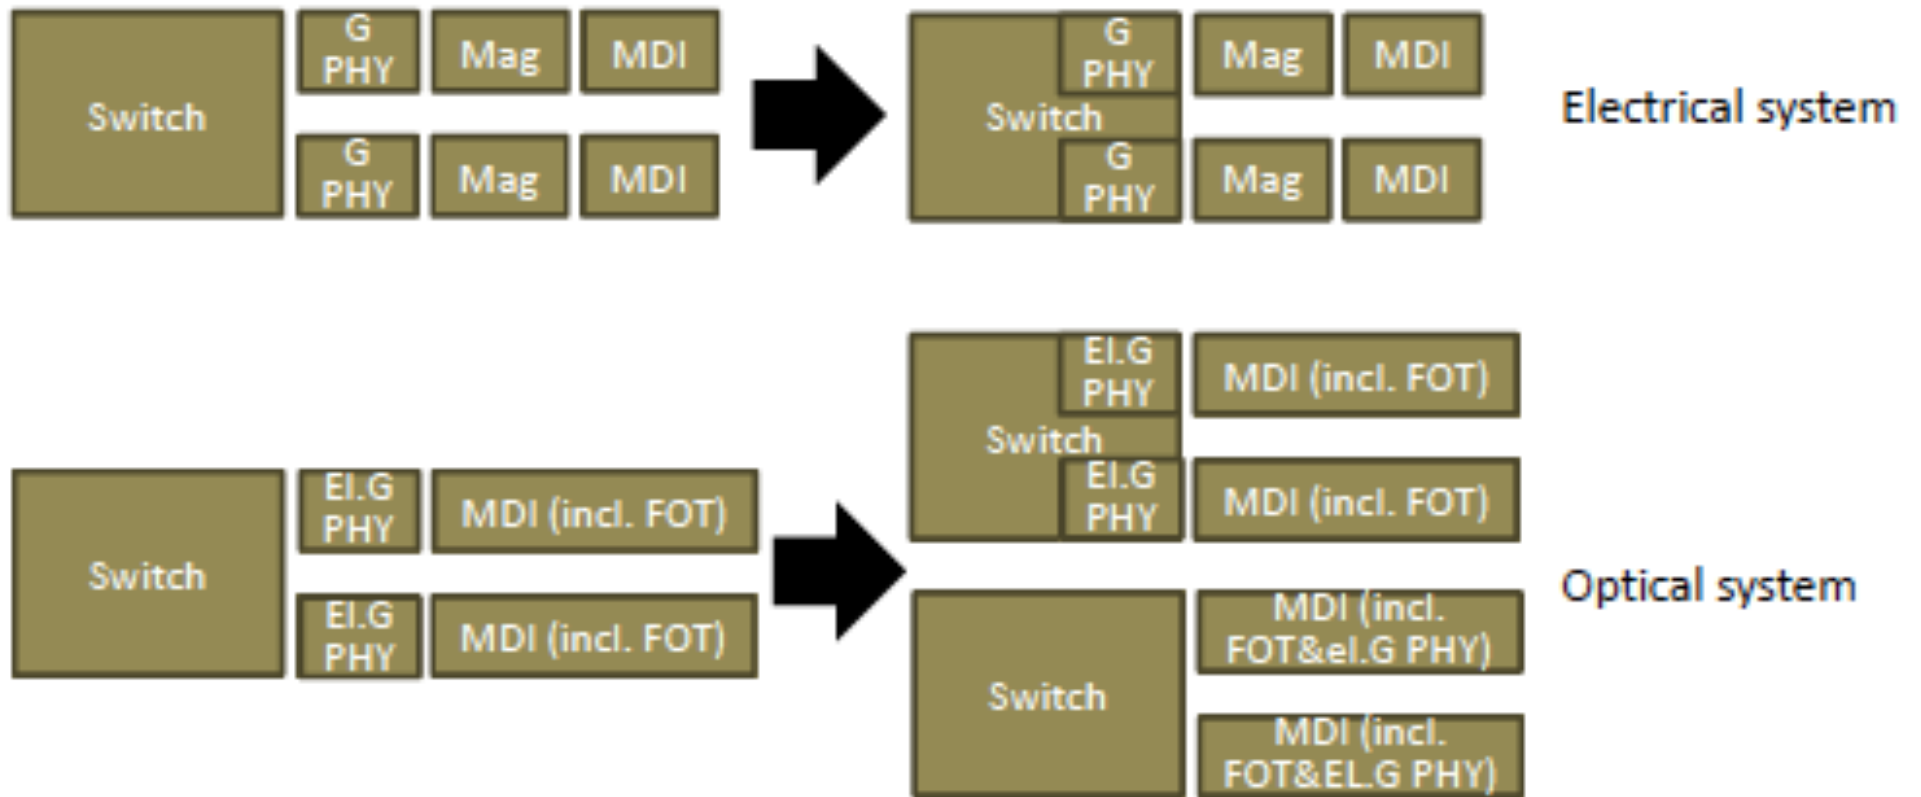 G
PHY
Mag
MDI
Switch
G
PHY
Mag
MDI
G
PHY
Mag
MDI
Switch
G
PHY
Mag
MDI
Electrical system
El.G
PHY
MDI (incl. FOT)
Switch
El.G
PHY
MDI (incl. FOT)
El.G
PHY
MDI (incl. FOT)
Switch
El.G
PHY
MDI (incl. FOT)
Optical system
MDI (incl.
FOT&el.G PHY)
Switch
MDI (incl.
FOT&EL.G PHY)